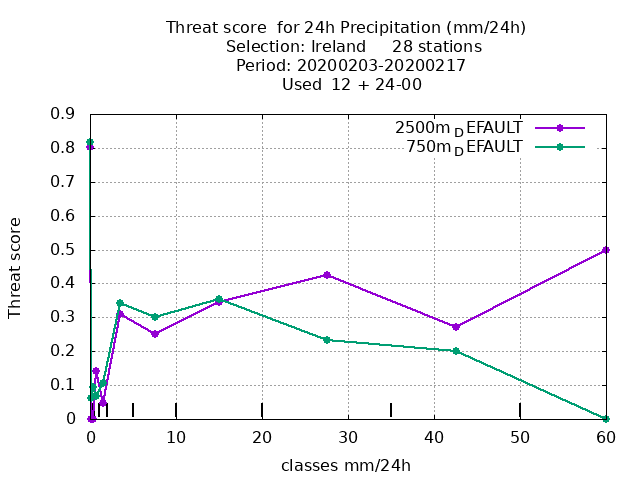 Threat score  for 24h Precipitation (mm/24h)
Selection: Ireland     28 stations
Period: 20200203-20200217
Used  12 + 24-00
2500m_DEFAULT
750m_DEFAULT
0.9
0.8
0.7
0.6
0.5
0.4
0.3
0.2
0.1
0
Threat score
0 10 20 30 40 50 60
classes mm/24h